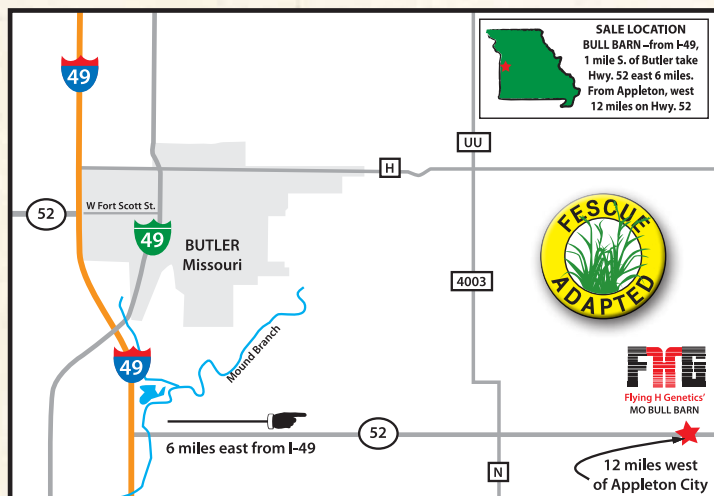 SALE LOCATION
BULL BARN –from I-49,
1 mile S. of Butler take
Hwy. 52 east 6 miles.
From Appleton, west
12 miles on Hwy. 52
49
UU
H
52
W Fort Scott St.
49
BUTLER
Missouri
FESCUE
ADAPTED
4003
Mound Branch
49
FHG
Flying H Genetics'
MO BULL BARN
6 miles east from I-49
52
N
12 miles west
of Appleton City